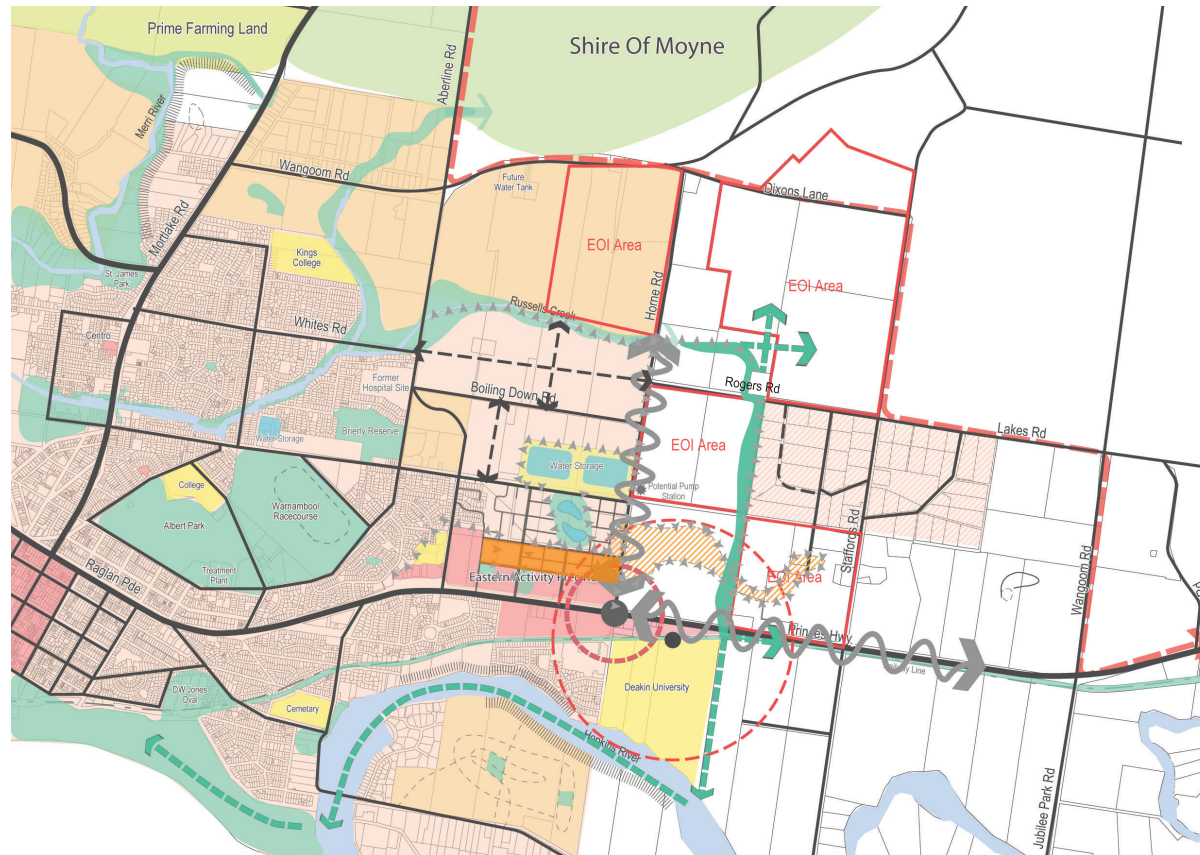 Prime Farming Land
Shire Of Moyne
Aberline Rd
Merri River
Mortlake Rd
Wangoom Rd
Future
Water Tank
Dixons Lane
Kings
College
EOI Area
Horne Rd
St James
Park
EOI Area
Russells Creek
Whites Rd
Centro
Former
Hospital Site
Boiling Down Rd
Rogers Rd
Lakes Rd
Water Storage
Brierly Reserve
EOI Area
Water Storage
College
Potential Pump
Station
Albert Park
Warnambool
Racecourse
Staffords Rd
Treatment
Plant
Raglan Pde
Eastern Activity
EOI Area
Wangoom Rd
Princes Hwy
Line
DW Jones
Oval
Cemetary
Deakin University
Hopkins River
Jubilee Park Rd